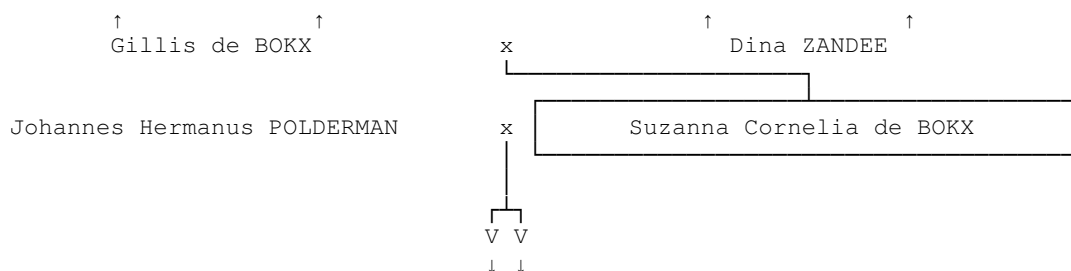 ↑ ↑ ↑ ↑
Gillis de BOKX x Dina ZANDEE
Johannes Hermanus POLDERMAN x Suzanna Cornelia de BOKX
V V